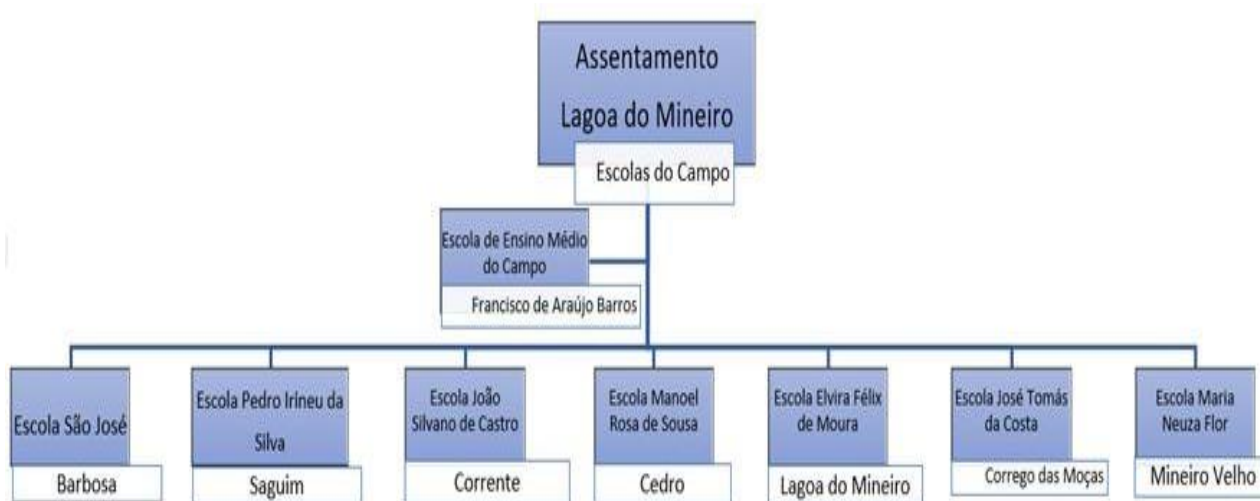 Assentamento
Lagoa do Mineiro
Escolas do Campo
Escola de Ensino Médio
do Campo
Francisco de Araújo Barros
Escola São José
Barbosa
Escola Pedro Irineu da
Silva
Saguim
Escola João
Silvano de Castro
Corrente
Escola Manoel
Rosa de Sousa
Cedro
Escola Elvira Félix
de Moura
Lagoa do Mineiro
Escola José Tomás
da Costa
Corrego das Moças
Escola Maria
Neuza Flor
Mineiro Velho